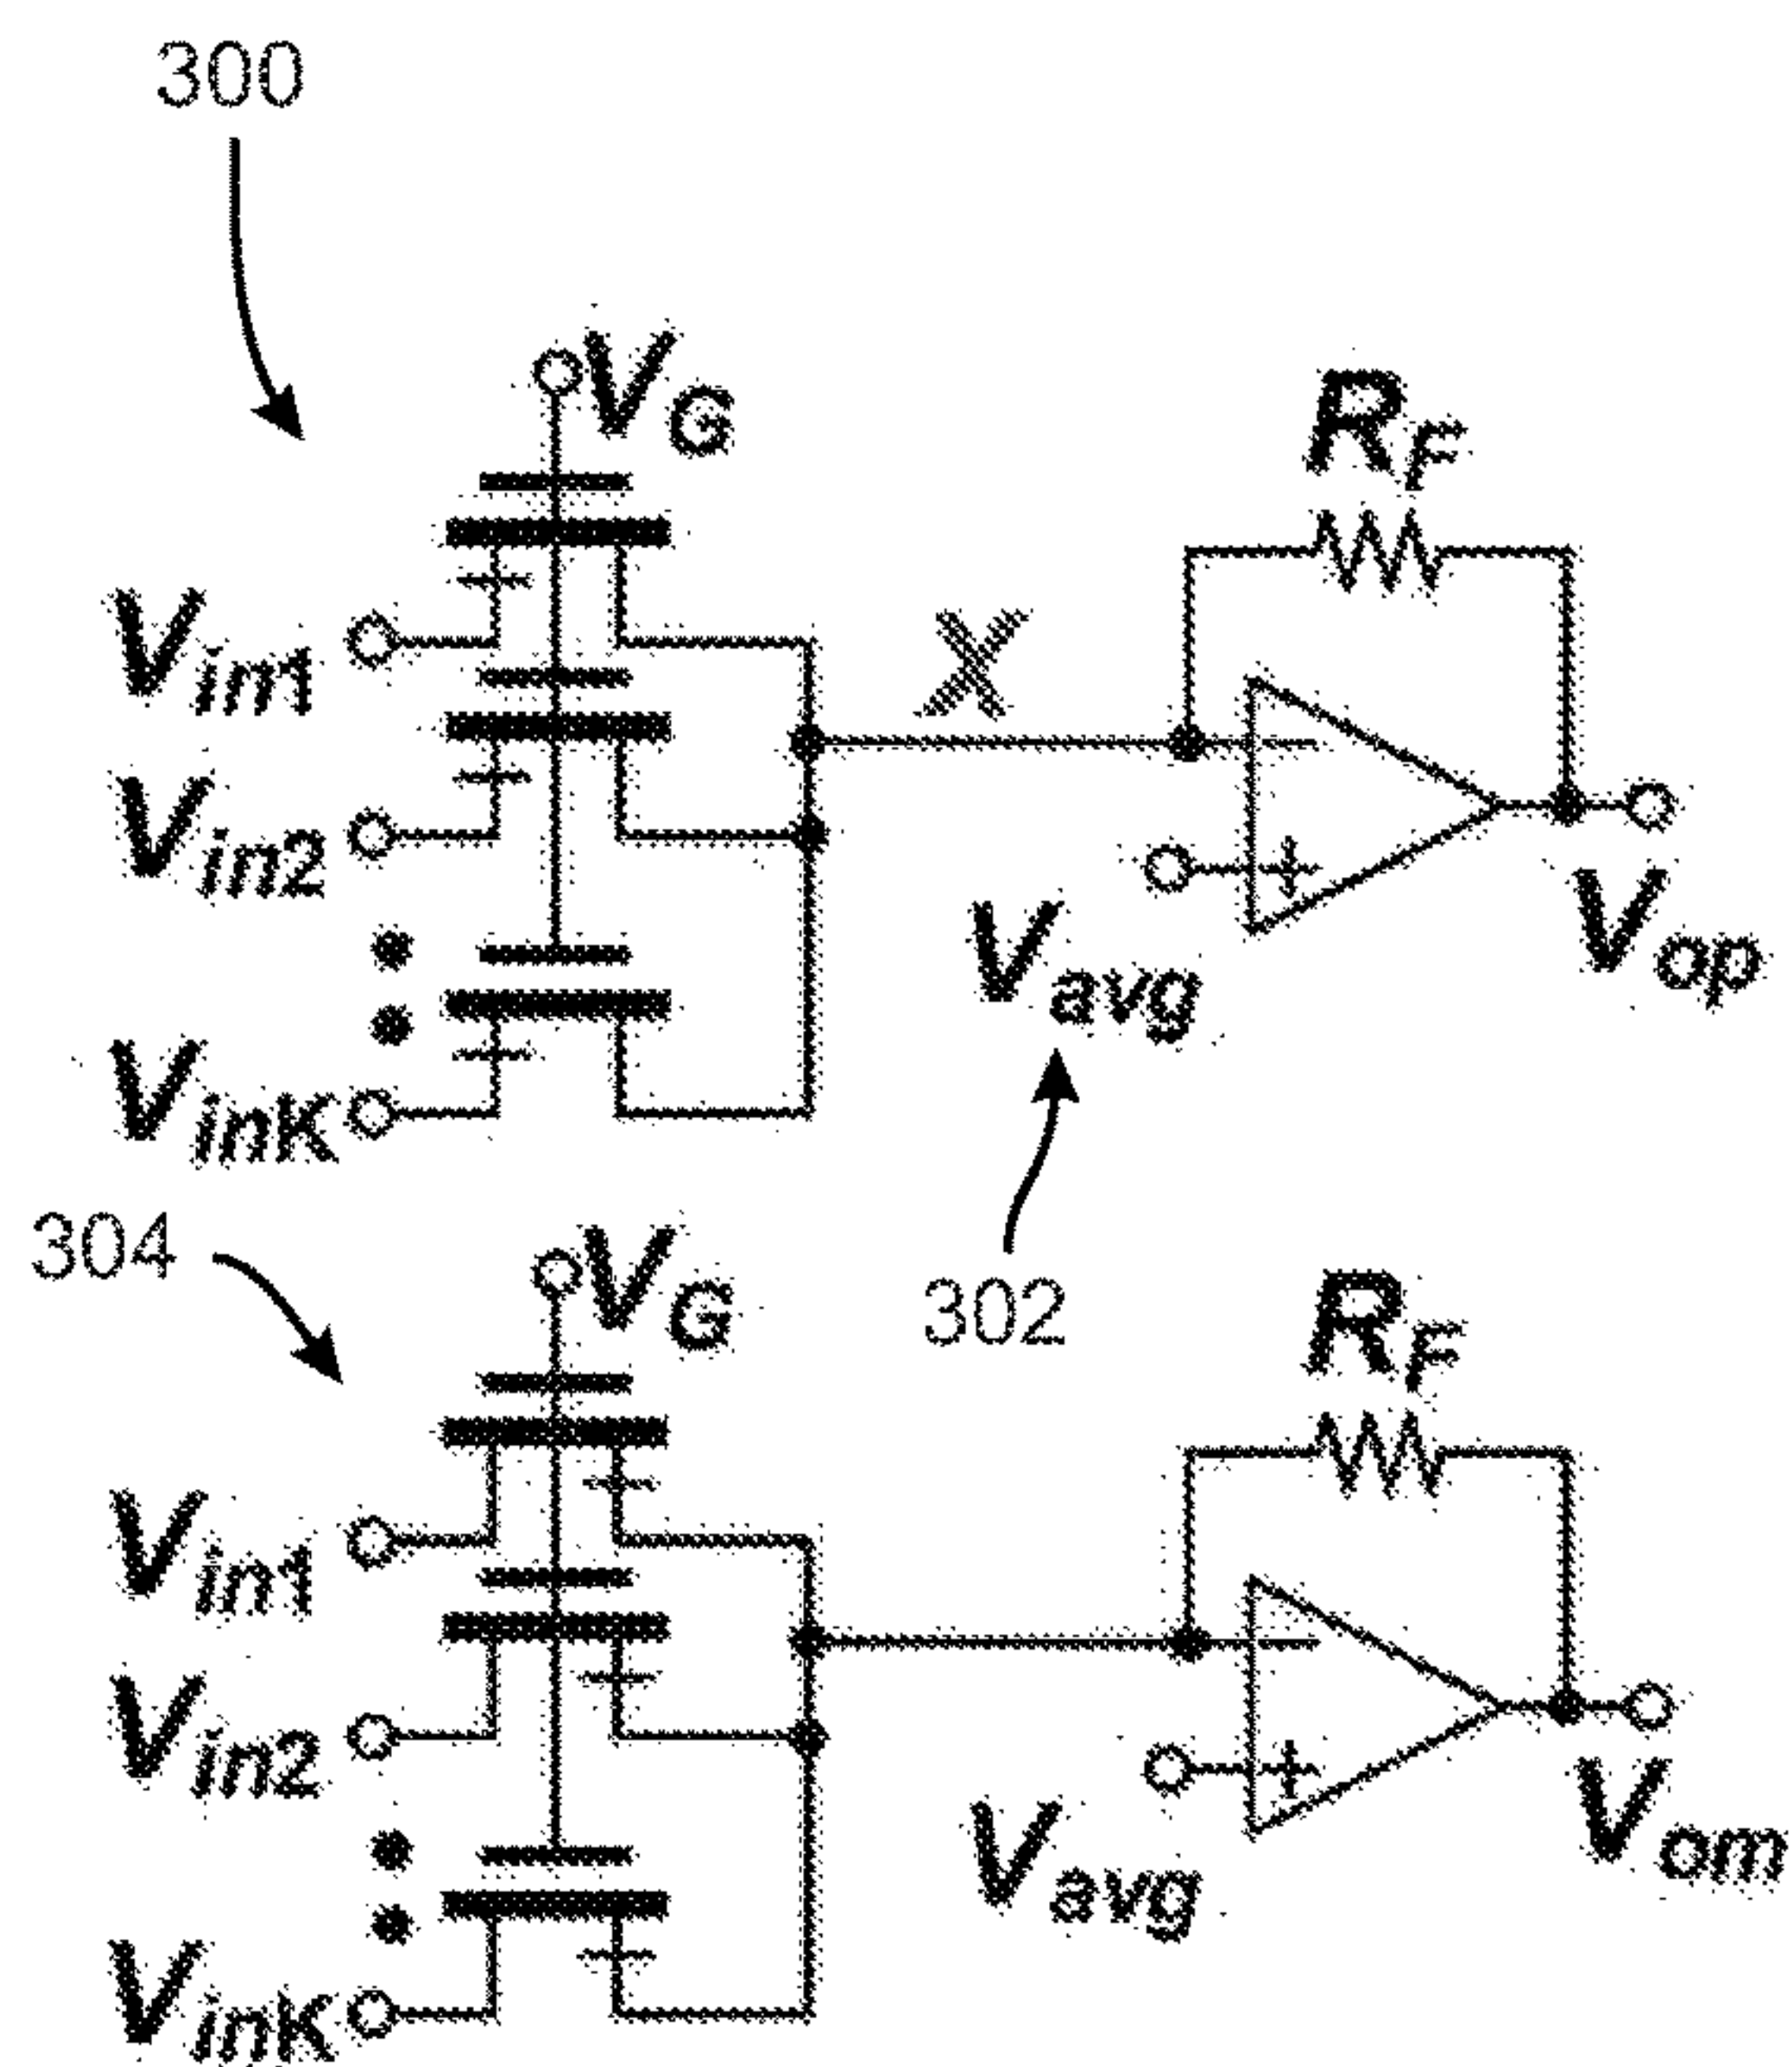 300
VG
RF
Vin1
X
Vin2
−
+
Vavg
Vop
VinK
304
302
VG
RF
Vin1
−
Vin2
+
Vavg
Vom
VinK